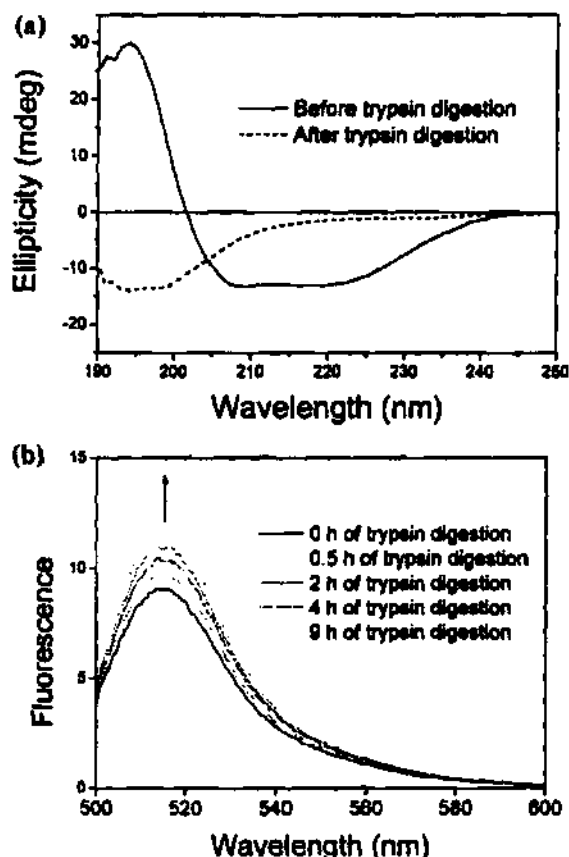 (a)
30
20
10
0
-10
-20
Ellipticity (mdeg)
Before trypsin digestion
After trypsin digestion
190 200 210 220 230 240 250
Wavelength (nm)
(b)
15
10
5
0
Fluorescence
0 h of trypsin digestion
0.5 h of trypsin digestion
2 h of trypsin digestion
4 h of trypsin digestion
9 h of trypsin digestion
500 520 540 560 580 600
Wavelength (nm)